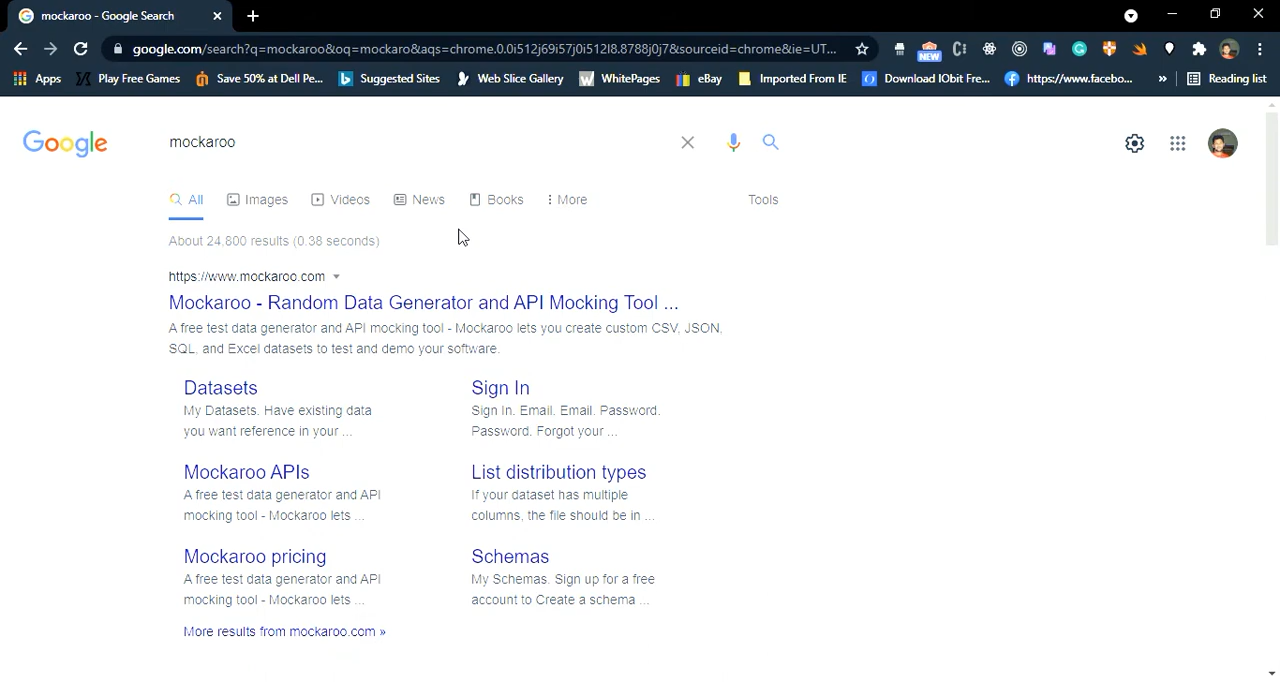 mockaroo - Google Search
google.com/search?q=mockaroo&oq=mockaro&aqs=chrome.0.0i512j69i57j0i512l8.8788j0j7&sourceid=chrome&ie=UT...
NEW
Apps Play Free Games Save 50% at Dell Pe... Suggested Sites Web Slice Gallery WhitePages eBay Imported From IE Download IObit Fre... https://www.facebo... » Reading list
Google mockaroo
All Images Videos News Books More Tools
About 24,800 results (0.38 seconds)
https://www.mockaroo.com
Mockaroo - Random Data Generator and API Mocking Tool ...
A free test data generator and API mocking tool - Mockaroo lets you create custom CSV, JSON,
SQL, and Excel datasets to test and demo your software.
Datasets
My Datasets. Have existing data
you want reference in your ...
Sign In
Sign In. Email. Email. Password.
Password. Forgot your ...
Mockaroo APIs
A free test data generator and API
mocking tool - Mockaroo lets ...
List distribution types
If your dataset has multiple
columns, the file should be in ...
Mockaroo pricing
A free test data generator and API
mocking tool - Mockaroo lets ...
Schemas
My Schemas. Sign up for a free
account to Create a schema ...
More results from mockaroo.com »